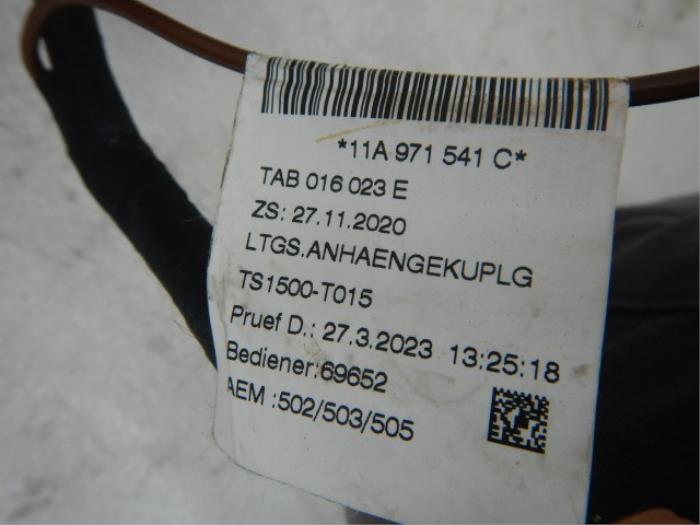 *11A 971 541 C*
TAB 016 023 E
ZS: 27.11.2020
LTGS.ANHAENGEKUPLG
TS1500-T015
Pruef D.: 27.3.2023 13:25:18
Bediener:69652
AEM :502/503/505